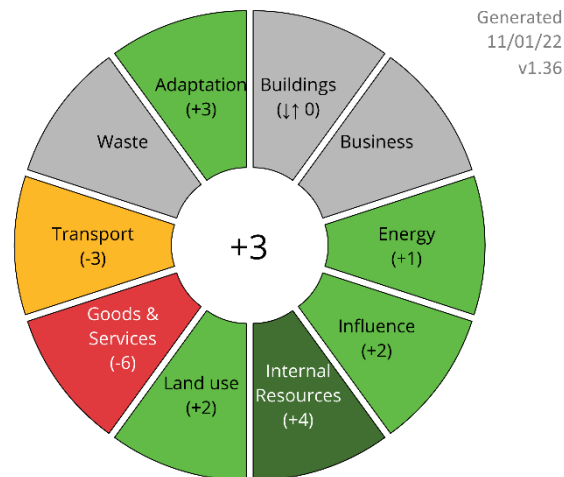 Generated
11/01/22
v1.36
Adaptation
(+3)
Buildings
(↓↑ 0)
Business
Energy
(+1)
Influence
(+2)
Internal
Resources
(+4)
Land use
(+2)
Goods &
Services
(-6)
Transport
(-3)
Waste
+3